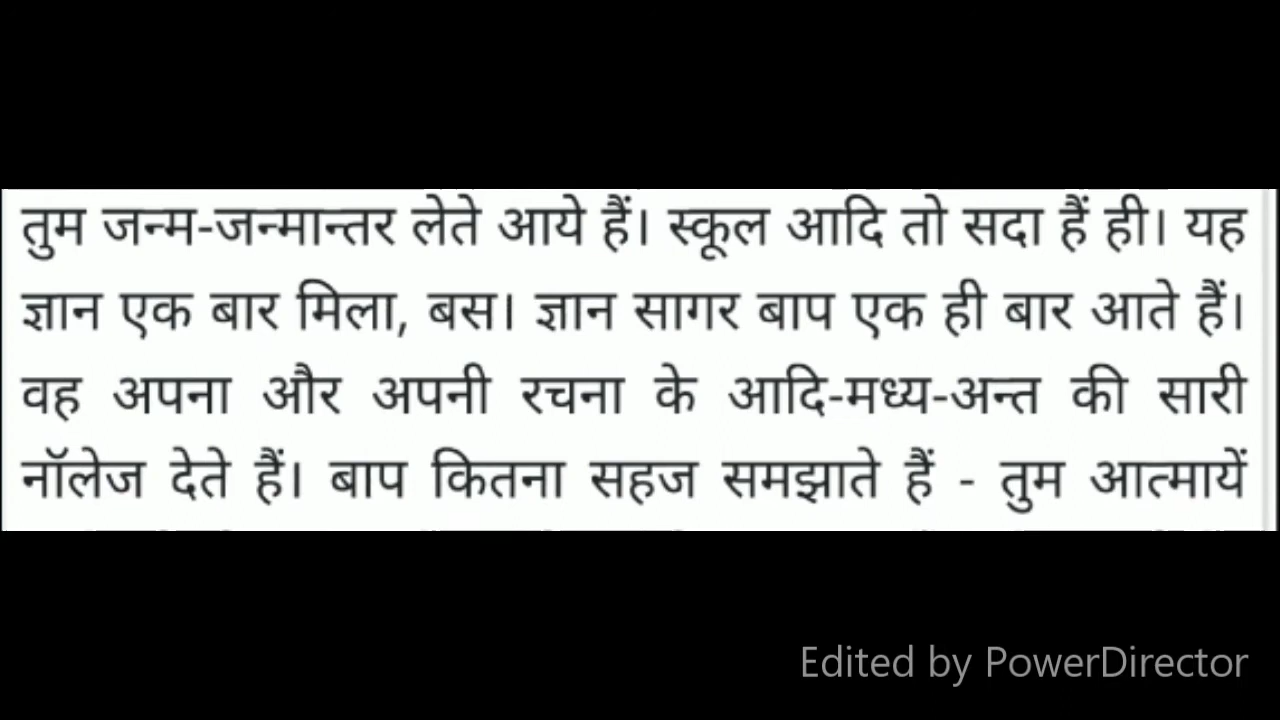 तुम जन्म-जन्मान्तर लेते आये हैं। स्कूल आदि तो सदा हैं ही। यह
ज्ञान एक बार मिला, बस। ज्ञान सागर बाप एक ही बार आते हैं।
वह अपना और अपनी रचना के आदि-मध्य-अन्त की सारी
नॉलेज देते हैं। बाप कितना सहज समझाते हैं - तुम आत्मायें
Edited by PowerDirector